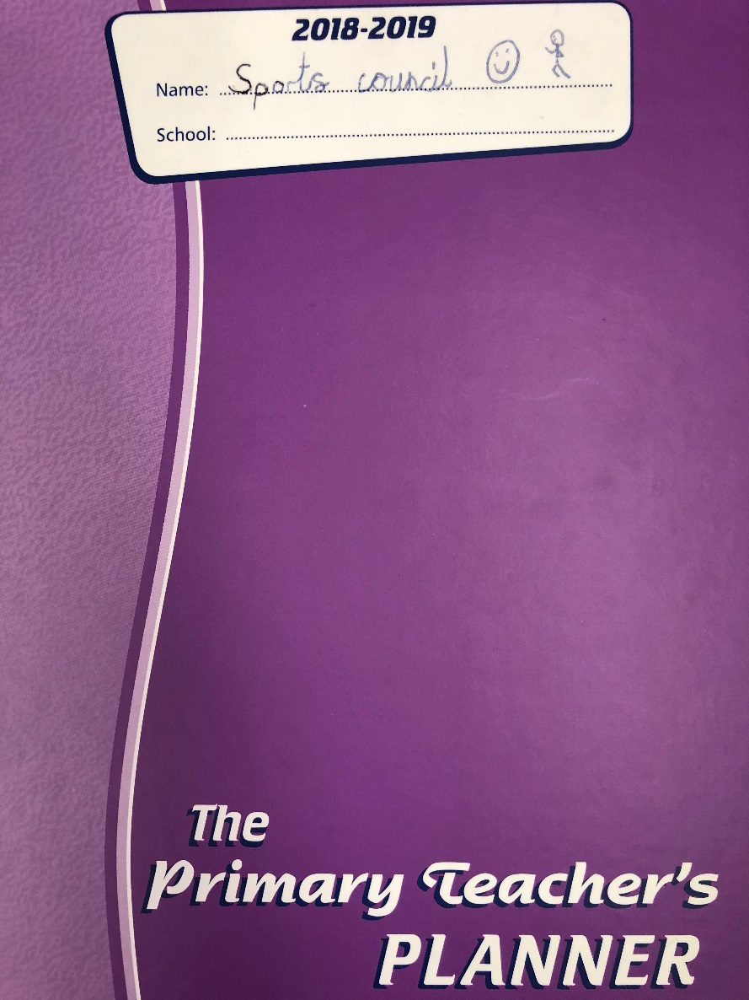 2018-2019
Name: Sports council
School:
The
Primary Teacher's
PLANNER